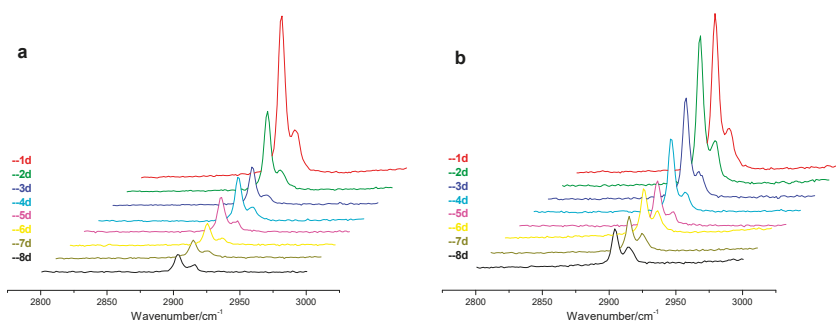 a
--1d
--2d
--3d
--4d
--5d
--6d
--7d
--8d
2800 2850 2900 2950 3000
Wavenumber/cm-1
b
--1d
--2d
--3d
--4d
--5d
--6d
--7d
--8d
2800 2850 2900 2950 3000
Wavenumber/cm-1